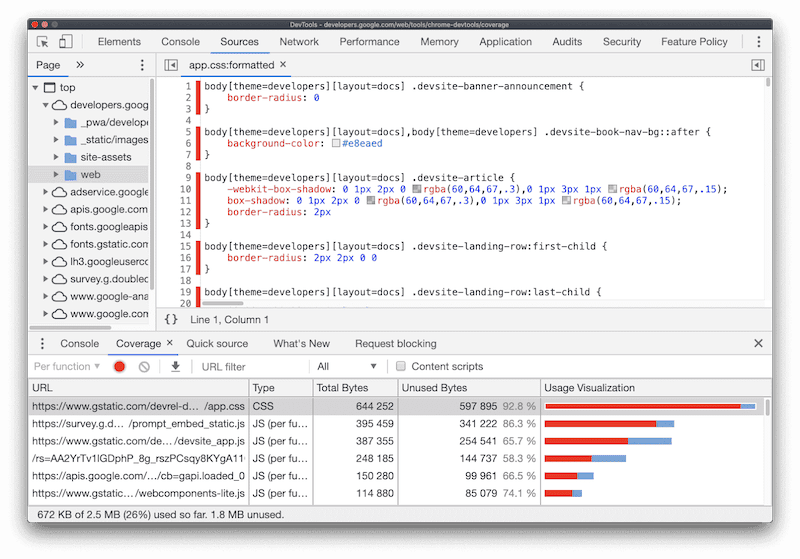 DevTools - developers.google.com/web/tools/chrome-devtools/coverage
Elements Console Sources Network Performance Memory Application Audits Security Feature Policy
Page »
app.css:formatted ×
top
developers.goog
_pwa/develop
_static/images
site-assets
web
adservice.google
apis.google.com
fonts.googleapis
fonts.gstatic.com
lh3.googleuserco
survey.g.doubled
www.google-ana
www.google.com
1 body[theme=developers][layout=docs] .devsite-banner-announcement {
2 border-radius: 0
3 }
4
5 body[theme=developers][layout=docs],body[theme=developers] .devsite-book-nav-bg::after {
6 background-color: #e8eaed
7 }
8
9 body[theme=developers][layout=docs] .devsite-article {
10 -webkit-box-shadow: 0 1px 2px 0 rgba(60,64,67,.3),0 1px 3px 1px rgba(60,64,67,.15);
11 box-shadow: 0 1px 2px 0 rgba(60,64,67,.3),0 1px 3px 1px rgba(60,64,67,.15);
12 border-radius: 2px
13 }
14
15 body[theme=developers][layout=docs] .devsite-landing-row:first-child {
16 border-radius: 2px 2px 0 0
17 }
18
19 body[theme=developers][layout=docs] .devsite-landing-row:last-child {
20
{} Line 1, Column 1
Console Coverage × Quick source What's New Request blocking
Per function ▼ URL filter All ▼ Content scripts
URL Type Total Bytes Unused Bytes Usage Visualization
https://www.gstatic.com/devrel-d… /app.css CSS 644 252 597 895 92.8 %
https://survey.g.d… /prompt_embed_static.js JS (per fu… 395 459 341 222 86.3 %
https://www.gstatic.com/de… /devsite_app.js JS (per fu… 387 355 254 541 65.7 %
/rs=AA2YrTv1lGDphP_8g_rszPCsqy8KYgA11 JS (per fu… 248 185 144 737 58.3 %
https://apis.google.com/… /cb=gapi.loaded_0 JS (per fu… 150 280 99 961 66.5 %
https://www.gstatic… /webcomponents-lite.js JS (per fu… 114 880 85 079 74.1 %
672 KB of 2.5 MB (26%) used so far. 1.8 MB unused.